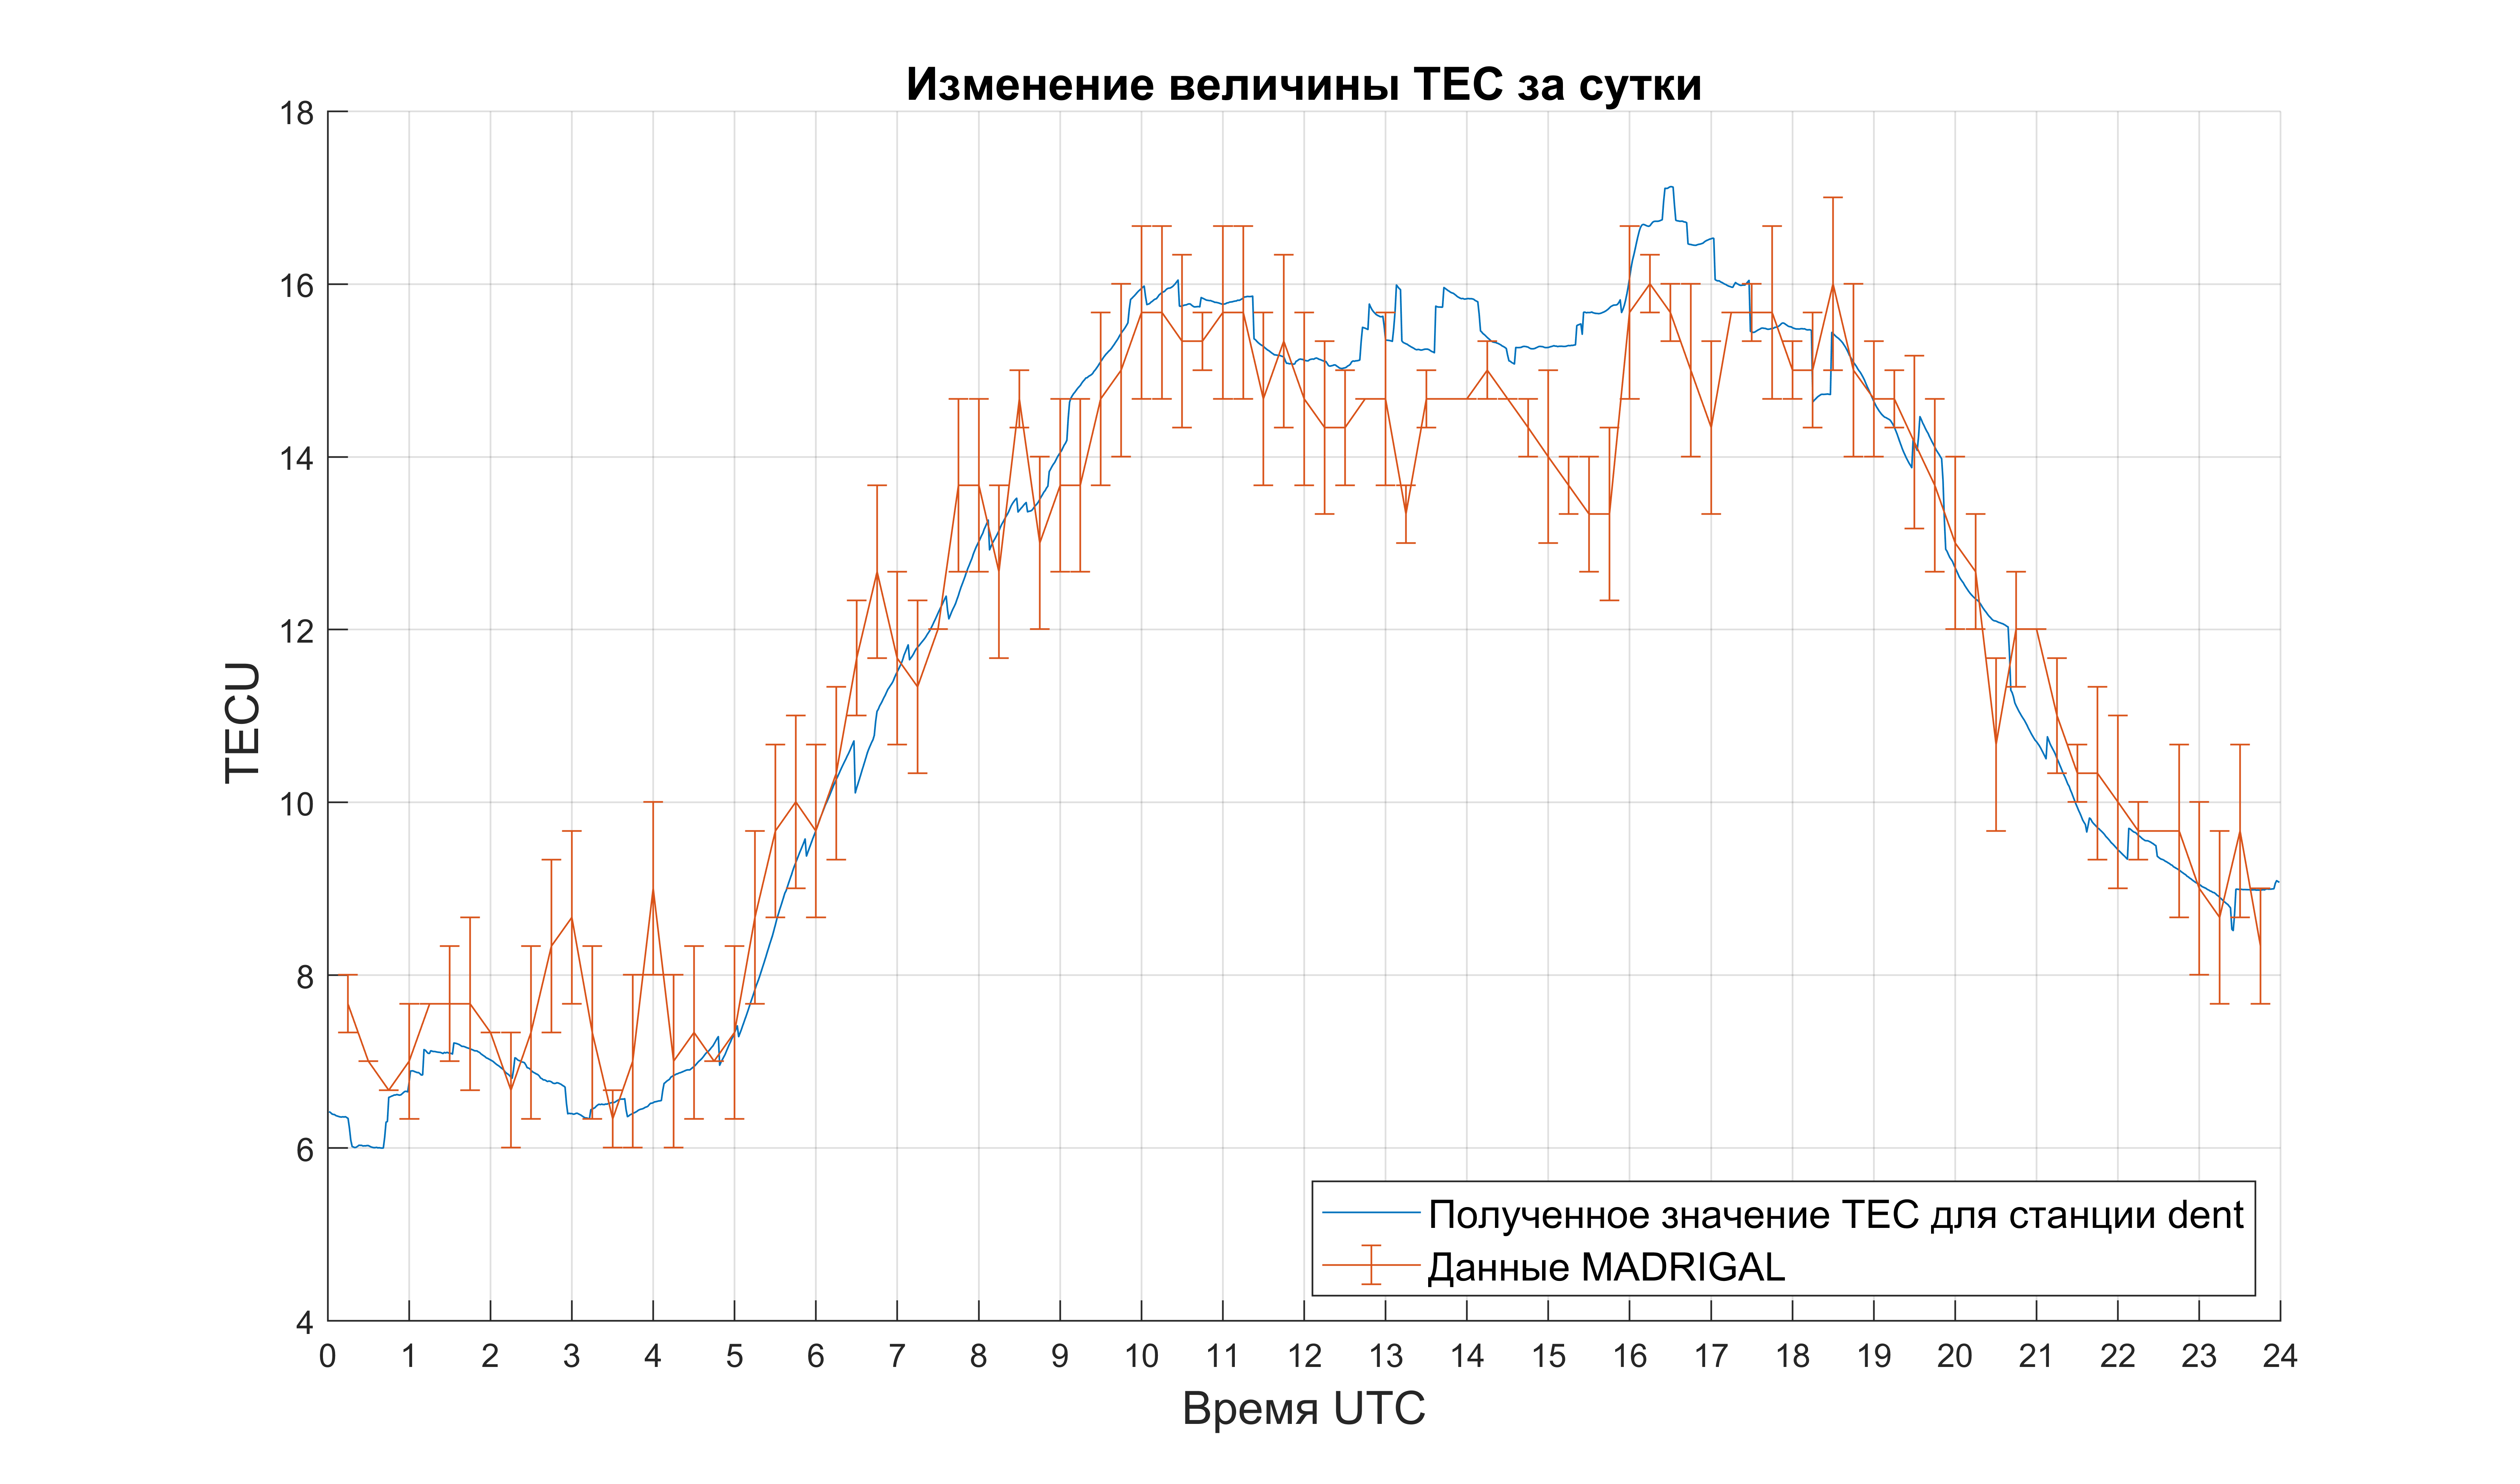 Изменение величины TEC за сутки
TECU
18
16
14
12
10
8
6
4
0 1 2 3 4 5 6 7 8 9 10 11 12 13 14 15 16 17 18 19 20 21 22 23 24
Время UTC
Полученное значение TEC для станции dent
Данные MADRIGAL